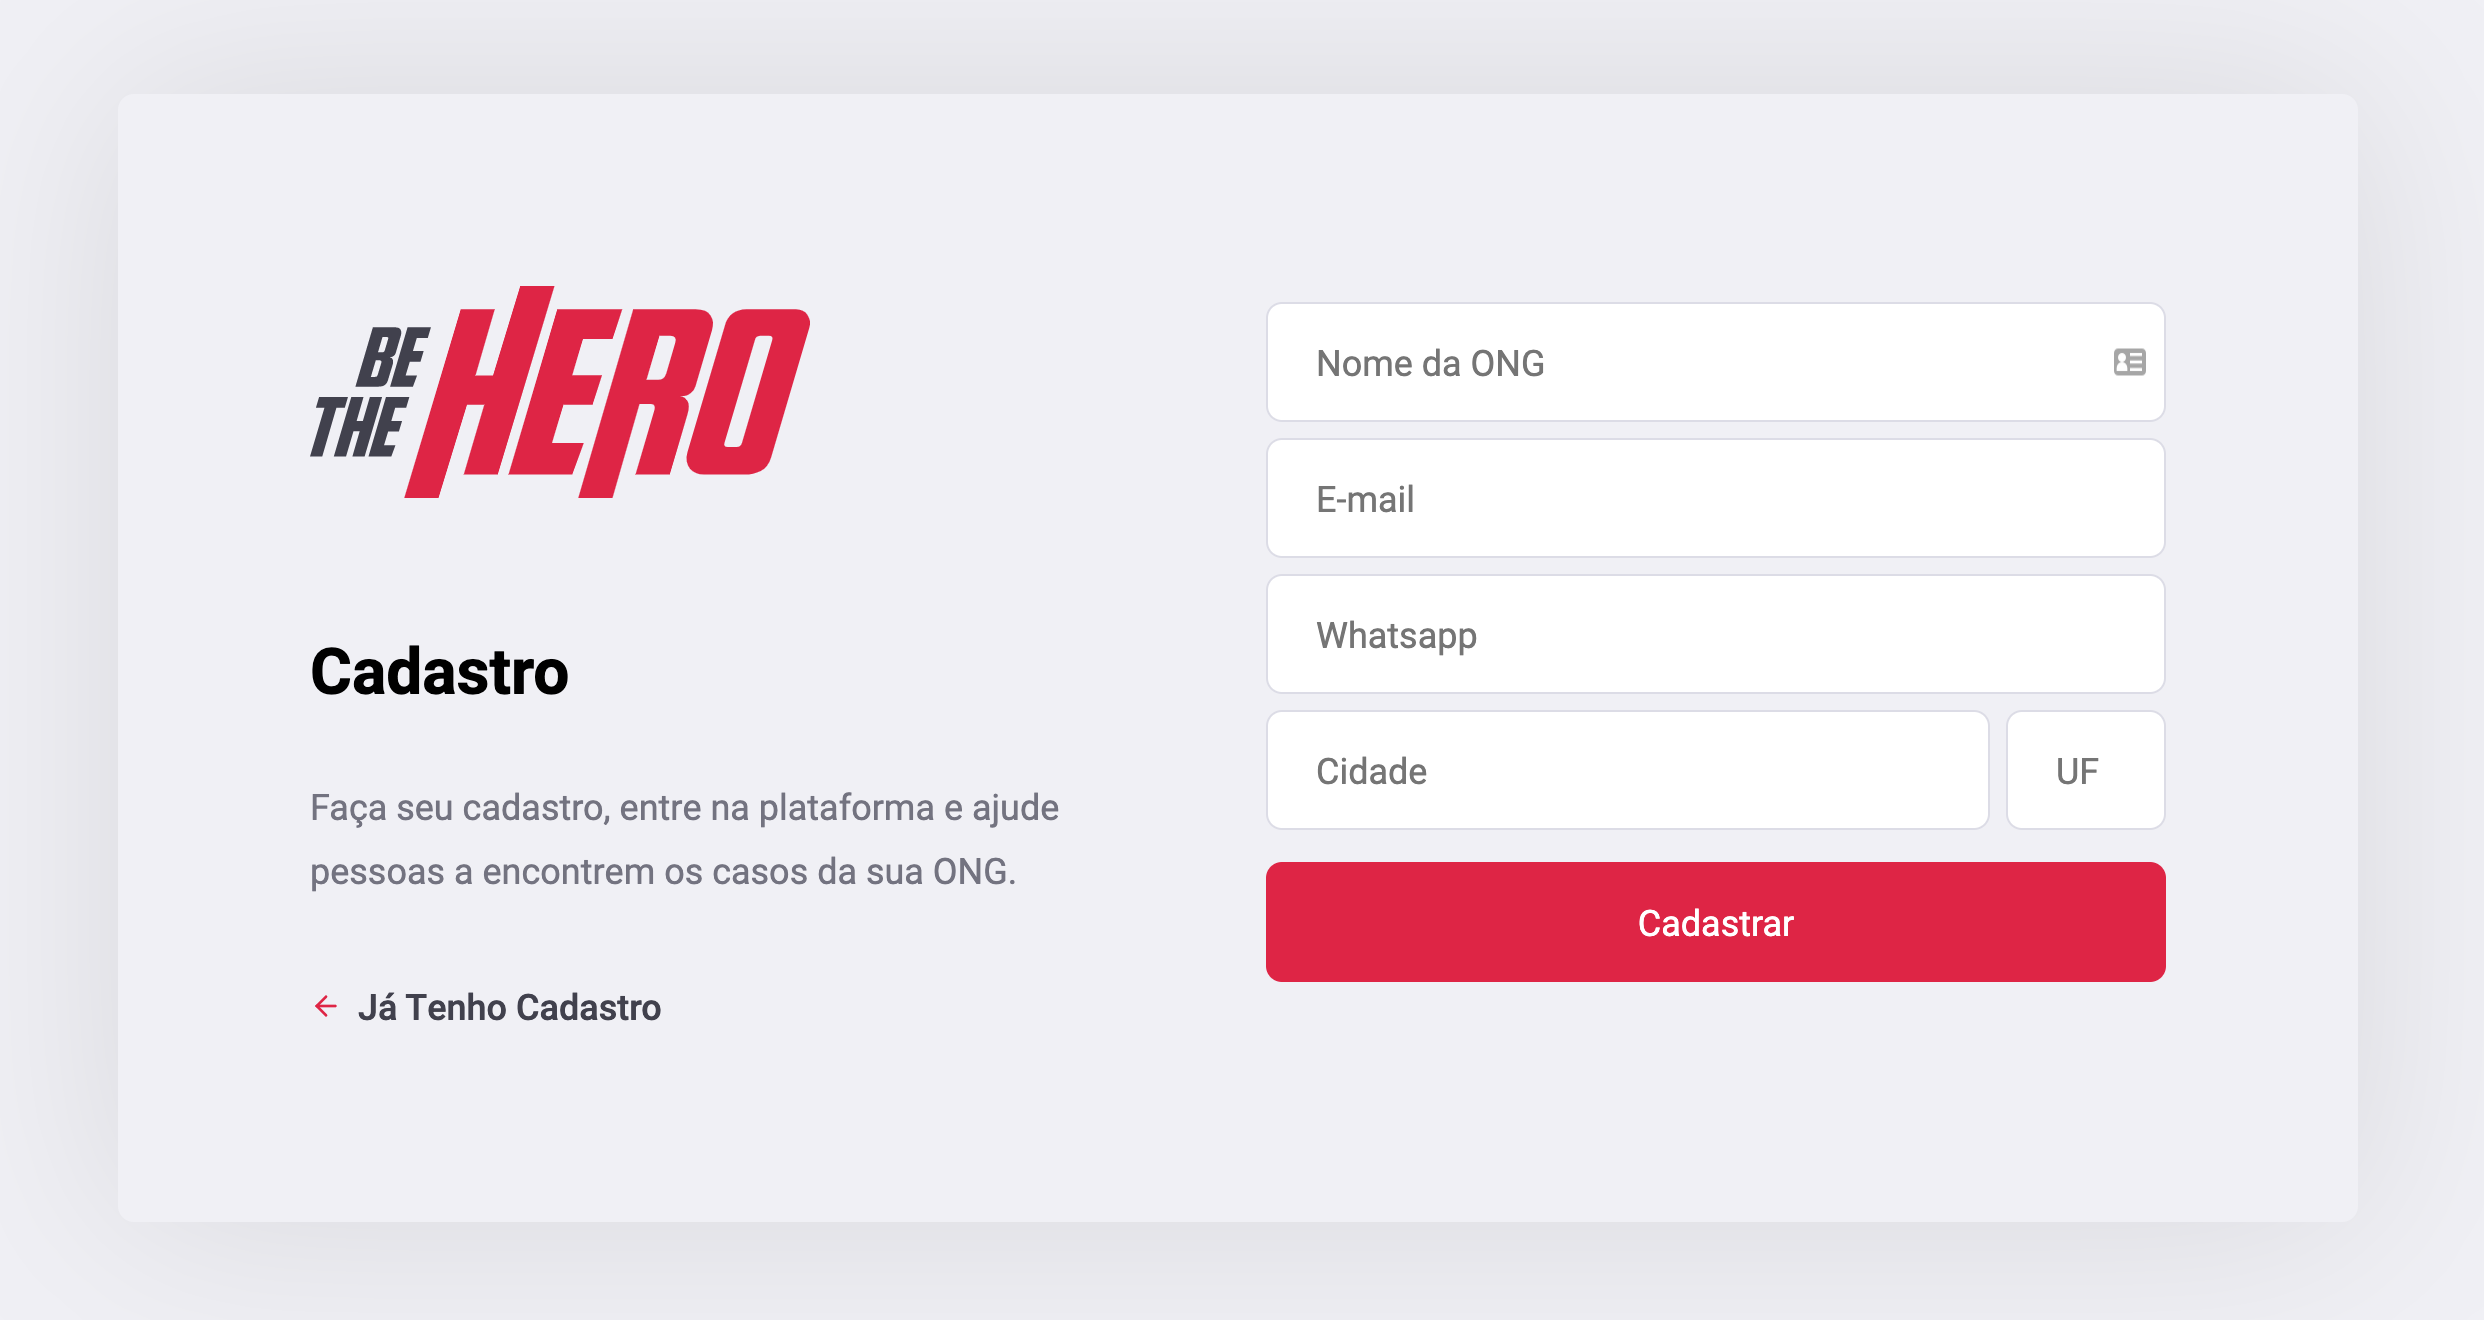 BE
THE
HERO
Cadastro
Faça seu cadastro, entre na plataforma e ajude
pessoas a encontrem os casos da sua ONG.
Já Tenho Cadastro
Nome da ONG
E-mail
Whatsapp
Cidade
UF
Cadastrar